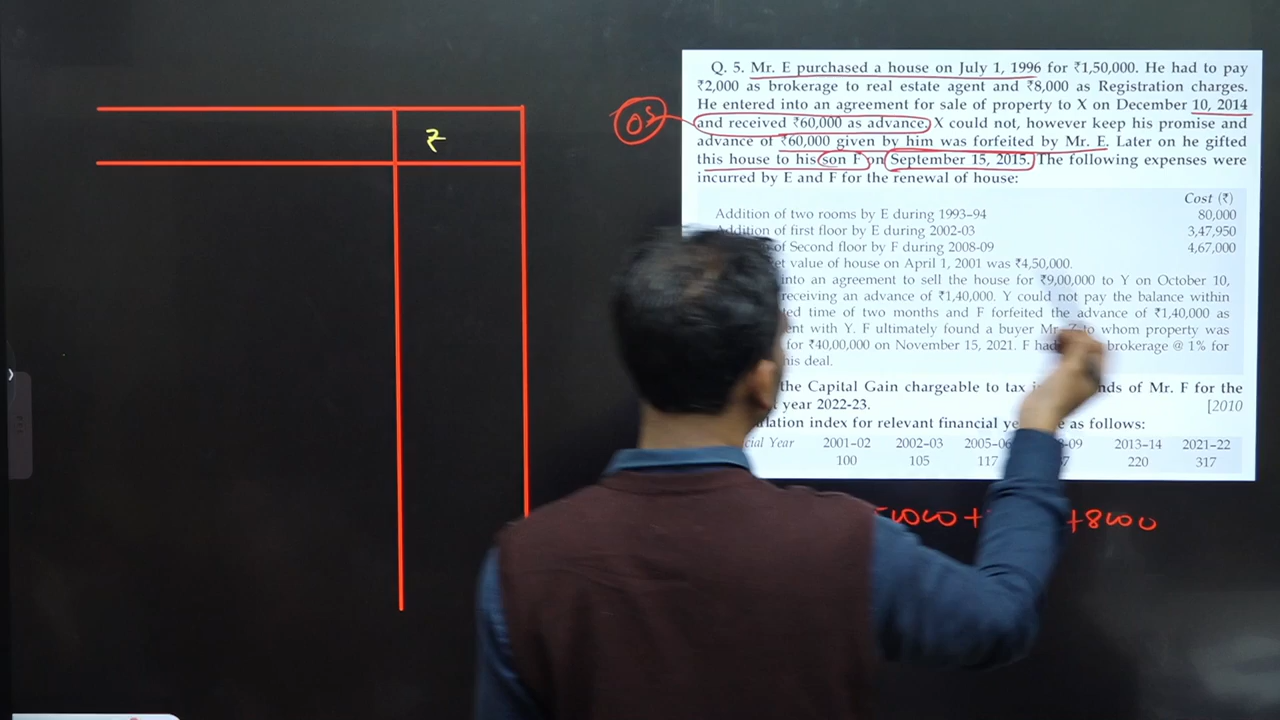 ₹
OS
Q. 5. Mr. E purchased a house on July 1, 1996 for ₹1,50,000. He had to pay
₹2,000 as brokerage to real estate agent and ₹8,000 as Registration charges.
He entered into an agreement for sale of property to X on December 10, 2014
and received ₹60,000 as advance. X could not, however keep his promise and
advance of ₹60,000 given by him was forfeited by Mr. E. Later on he gifted
this house to his son F on September 15, 2015. The following expenses were
incurred by E and F for the renewal of house:
Cost (₹)
Addition of two rooms by E during 1993–94 80,000
of first floor by E during 2002-03 3,47,950
of Second floor by F during 2008-09 4,67,000
value of house on April 1, 2001 was ₹4,50,000.
into an agreement to sell the house for ₹9,00,000 to Y on October 10,
receiving an advance of ₹1,40,000. Y could not pay the balance within
time of two months and F forfeited the advance of ₹1,40,000 as
with Y. F ultimately found a buyer Mr. Z to whom property was
for ₹40,00,000 on November 15, 2021. F had brokerage @ 1% for
deal.
the Capital Gain chargeable to tax of Mr. F for the
year 2022-23. [2010
index for relevant financial as follows:
Year 2001–02 2002–03 2013–14 2021–22
100 105 117 220 317
+ +8000